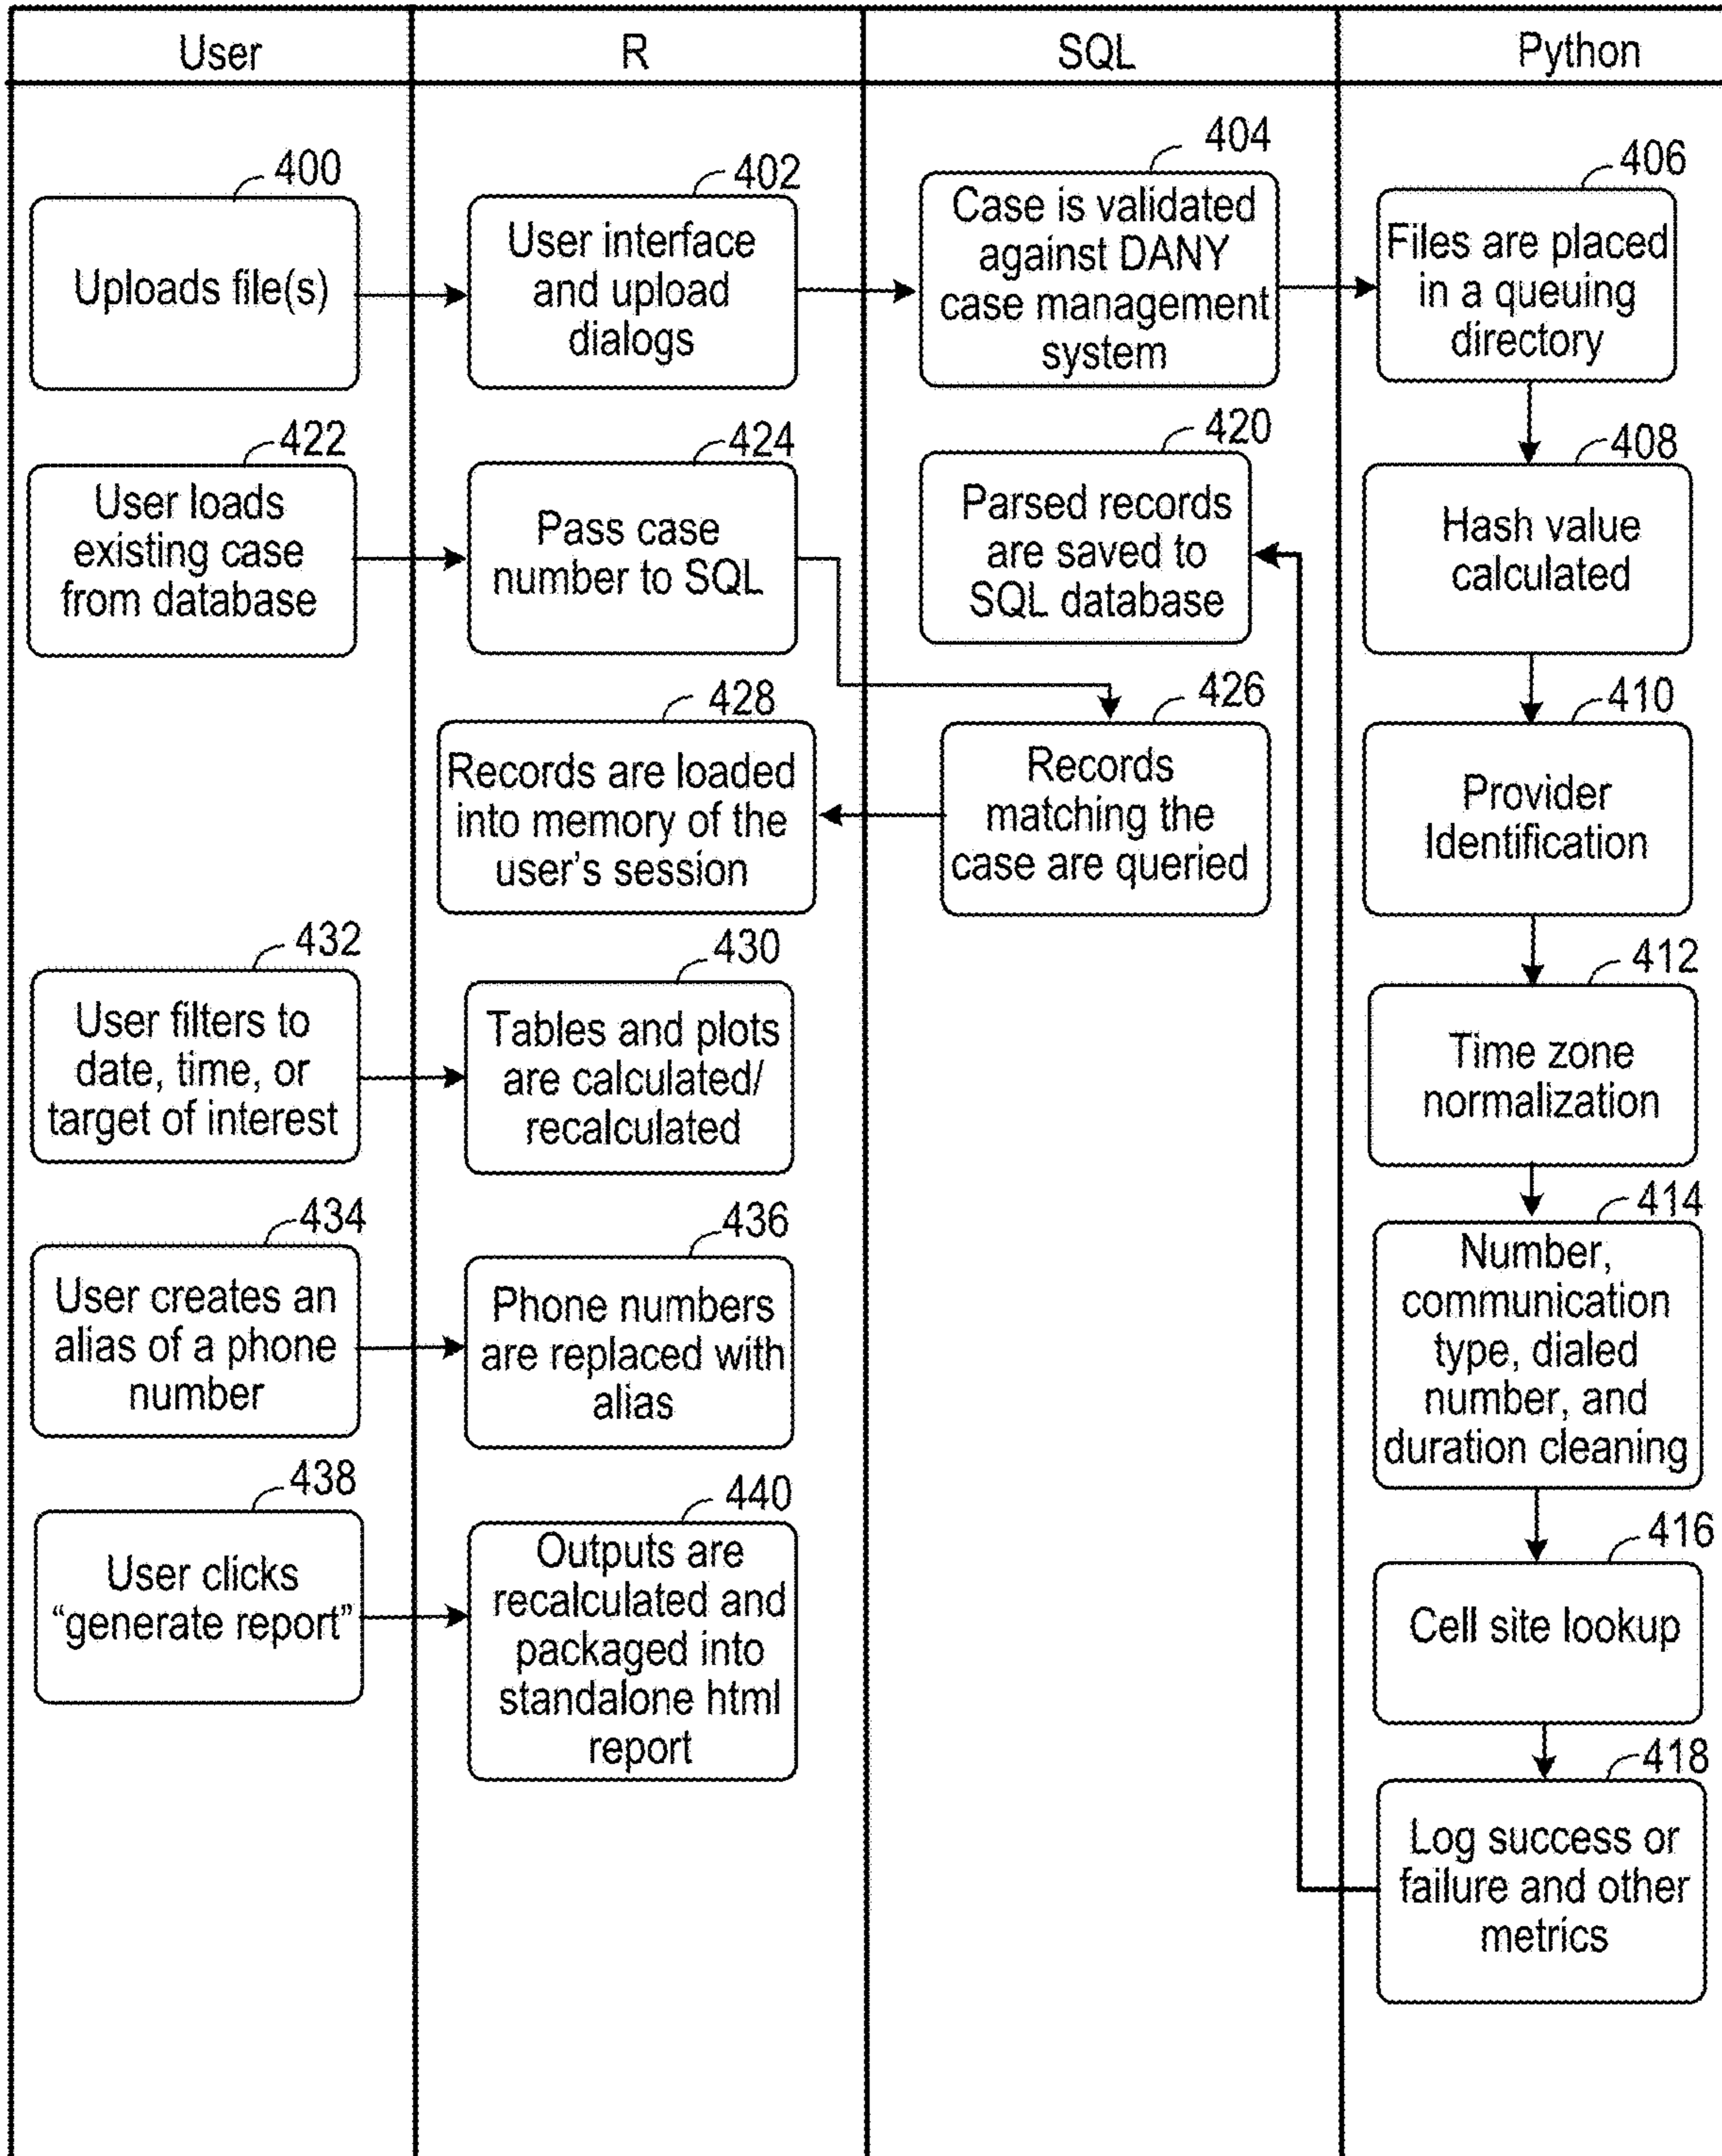 User
R
SQL
Python
400
Uploads file(s)
402
User interface
and upload
dialogs
404
Case is validated
against DANY
case management
system
406
Files are placed
in a queuing
directory
422
User loads
existing case
from database
424
Pass case
number to SQL
420
Parsed records
are saved to
SQL database
408
Hash value
calculated
428
Records are loaded
into memory of the
user's session
426
Records
matching the
case are queried
410
Provider
Identification
432
User filters to
date, time, or
target of interest
430
Tables and plots
are calculated/
recalculated
412
Time zone
normalization
434
User creates an
alias of a phone
number
436
Phone numbers
are replaced with
alias
414
Number,
communication
type, dialed
number, and
duration cleaning
438
User clicks
“generate report”
440
Outputs are
recalculated and
packaged into
standalone html
report
416
Cell site lookup
418
Log success or
failure and other
metrics